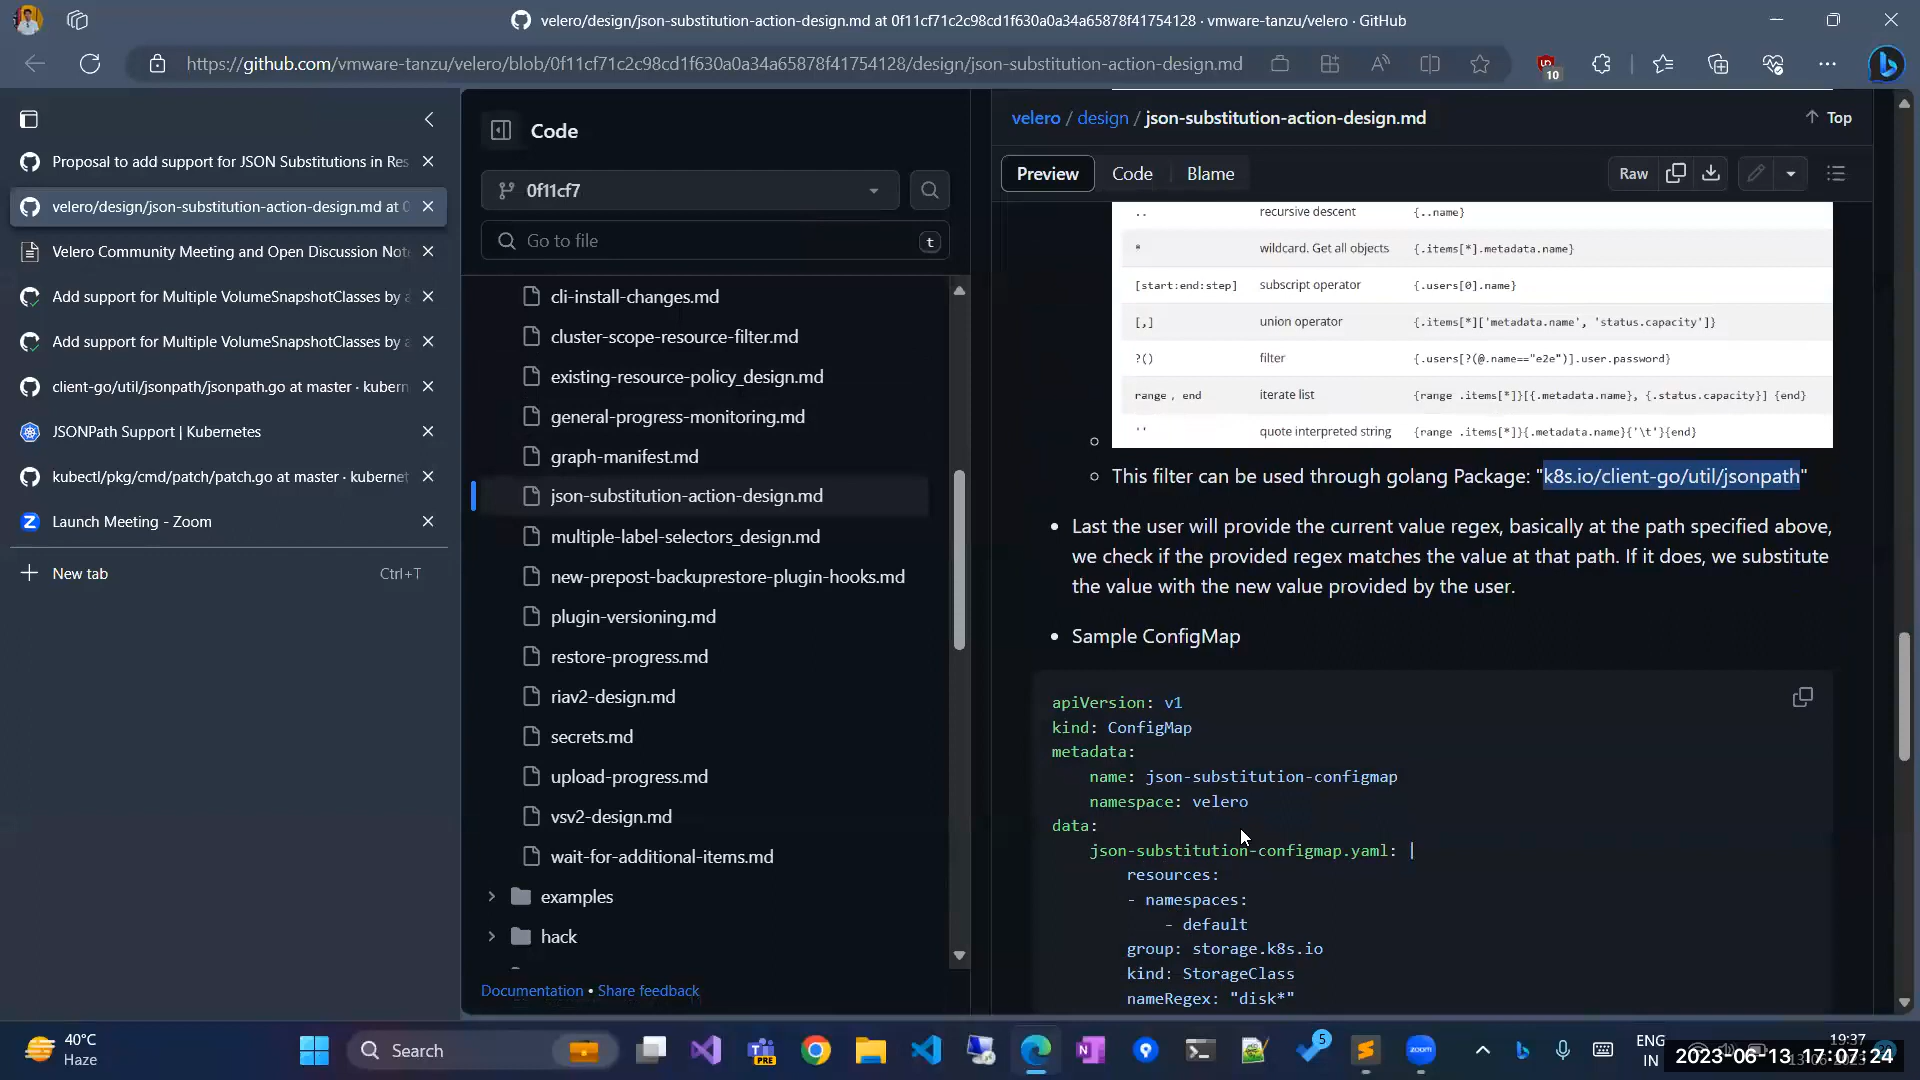 velero/design/json-substitution-action-design.md at 0f11cf71c2c98cd1f630a0a34a65878f41754128 · vmware-tanzu/velero · GitHub
https://github.com/vmware-tanzu/velero/blob/0f11cf71c2c98cd1f630a0a34a65878f41754128/design/json-substitution-action-design.md
10
Proposal to add support for JSON Substitutions in Res
velero/design/json-substitution-action-design.md at 0
Velero Community Meeting and Open Discussion Not
Add support for Multiple VolumeSnapshotClasses by a
Add support for Multiple VolumeSnapshotClasses by a
client-go/util/jsonpath/jsonpath.go at master · kubern
JSONPath Support | Kubernetes
kubectl/pkg/cmd/patch/patch.go at master · kubernet
Launch Meeting - Zoom
New tab Ctrl+T
Code
0f11cf7
Go to file t
cli-install-changes.md
cluster-scope-resource-filter.md
existing-resource-policy_design.md
general-progress-monitoring.md
graph-manifest.md
json-substitution-action-design.md
multiple-label-selectors_design.md
new-prepost-backuprestore-plugin-hooks.md
plugin-versioning.md
restore-progress.md
riav2-design.md
secrets.md
upload-progress.md
vsv2-design.md
wait-for-additional-items.md
examples
hack
Documentation • Share feedback
velero / design / json-substitution-action-design.md Top
Preview Code Blame Raw
.. recursive descent {..name}
* wildcard. Get all objects {.items[*].metadata.name}
[start:end:step] subscript operator {.users[0].name}
[,] union operator {.items[*]['metadata.name', 'status.capacity']}
?() filter {.users[?(@.name=="e2e")].user.password}
range , end iterate list {range .items[*]}[{.metadata.name}, {.status.capacity}] {end}
'' quote interpreted string {range .items[*]}{.metadata.name}{'\t'}{end}
This filter can be used through golang Package: "k8s.io/client-go/util/jsonpath"
Last the user will provide the current value regex, basically at the path specified above,
we check if the provided regex matches the value at that path. If it does, we substitute
the value with the new value provided by the user.
Sample ConfigMap
apiVersion: v1
kind: ConfigMap
metadata:
name: json-substitution-configmap
namespace: velero
data:
json-substitution-configmap.yaml: |
resources:
- namespaces:
- default
group: storage.k8s.io
kind: StorageClass
nameRegex: "disk*"
40°C
Haze
Search
PRE
5
zoom
ENG
IN
19:37
2023-06-13 17:07:24